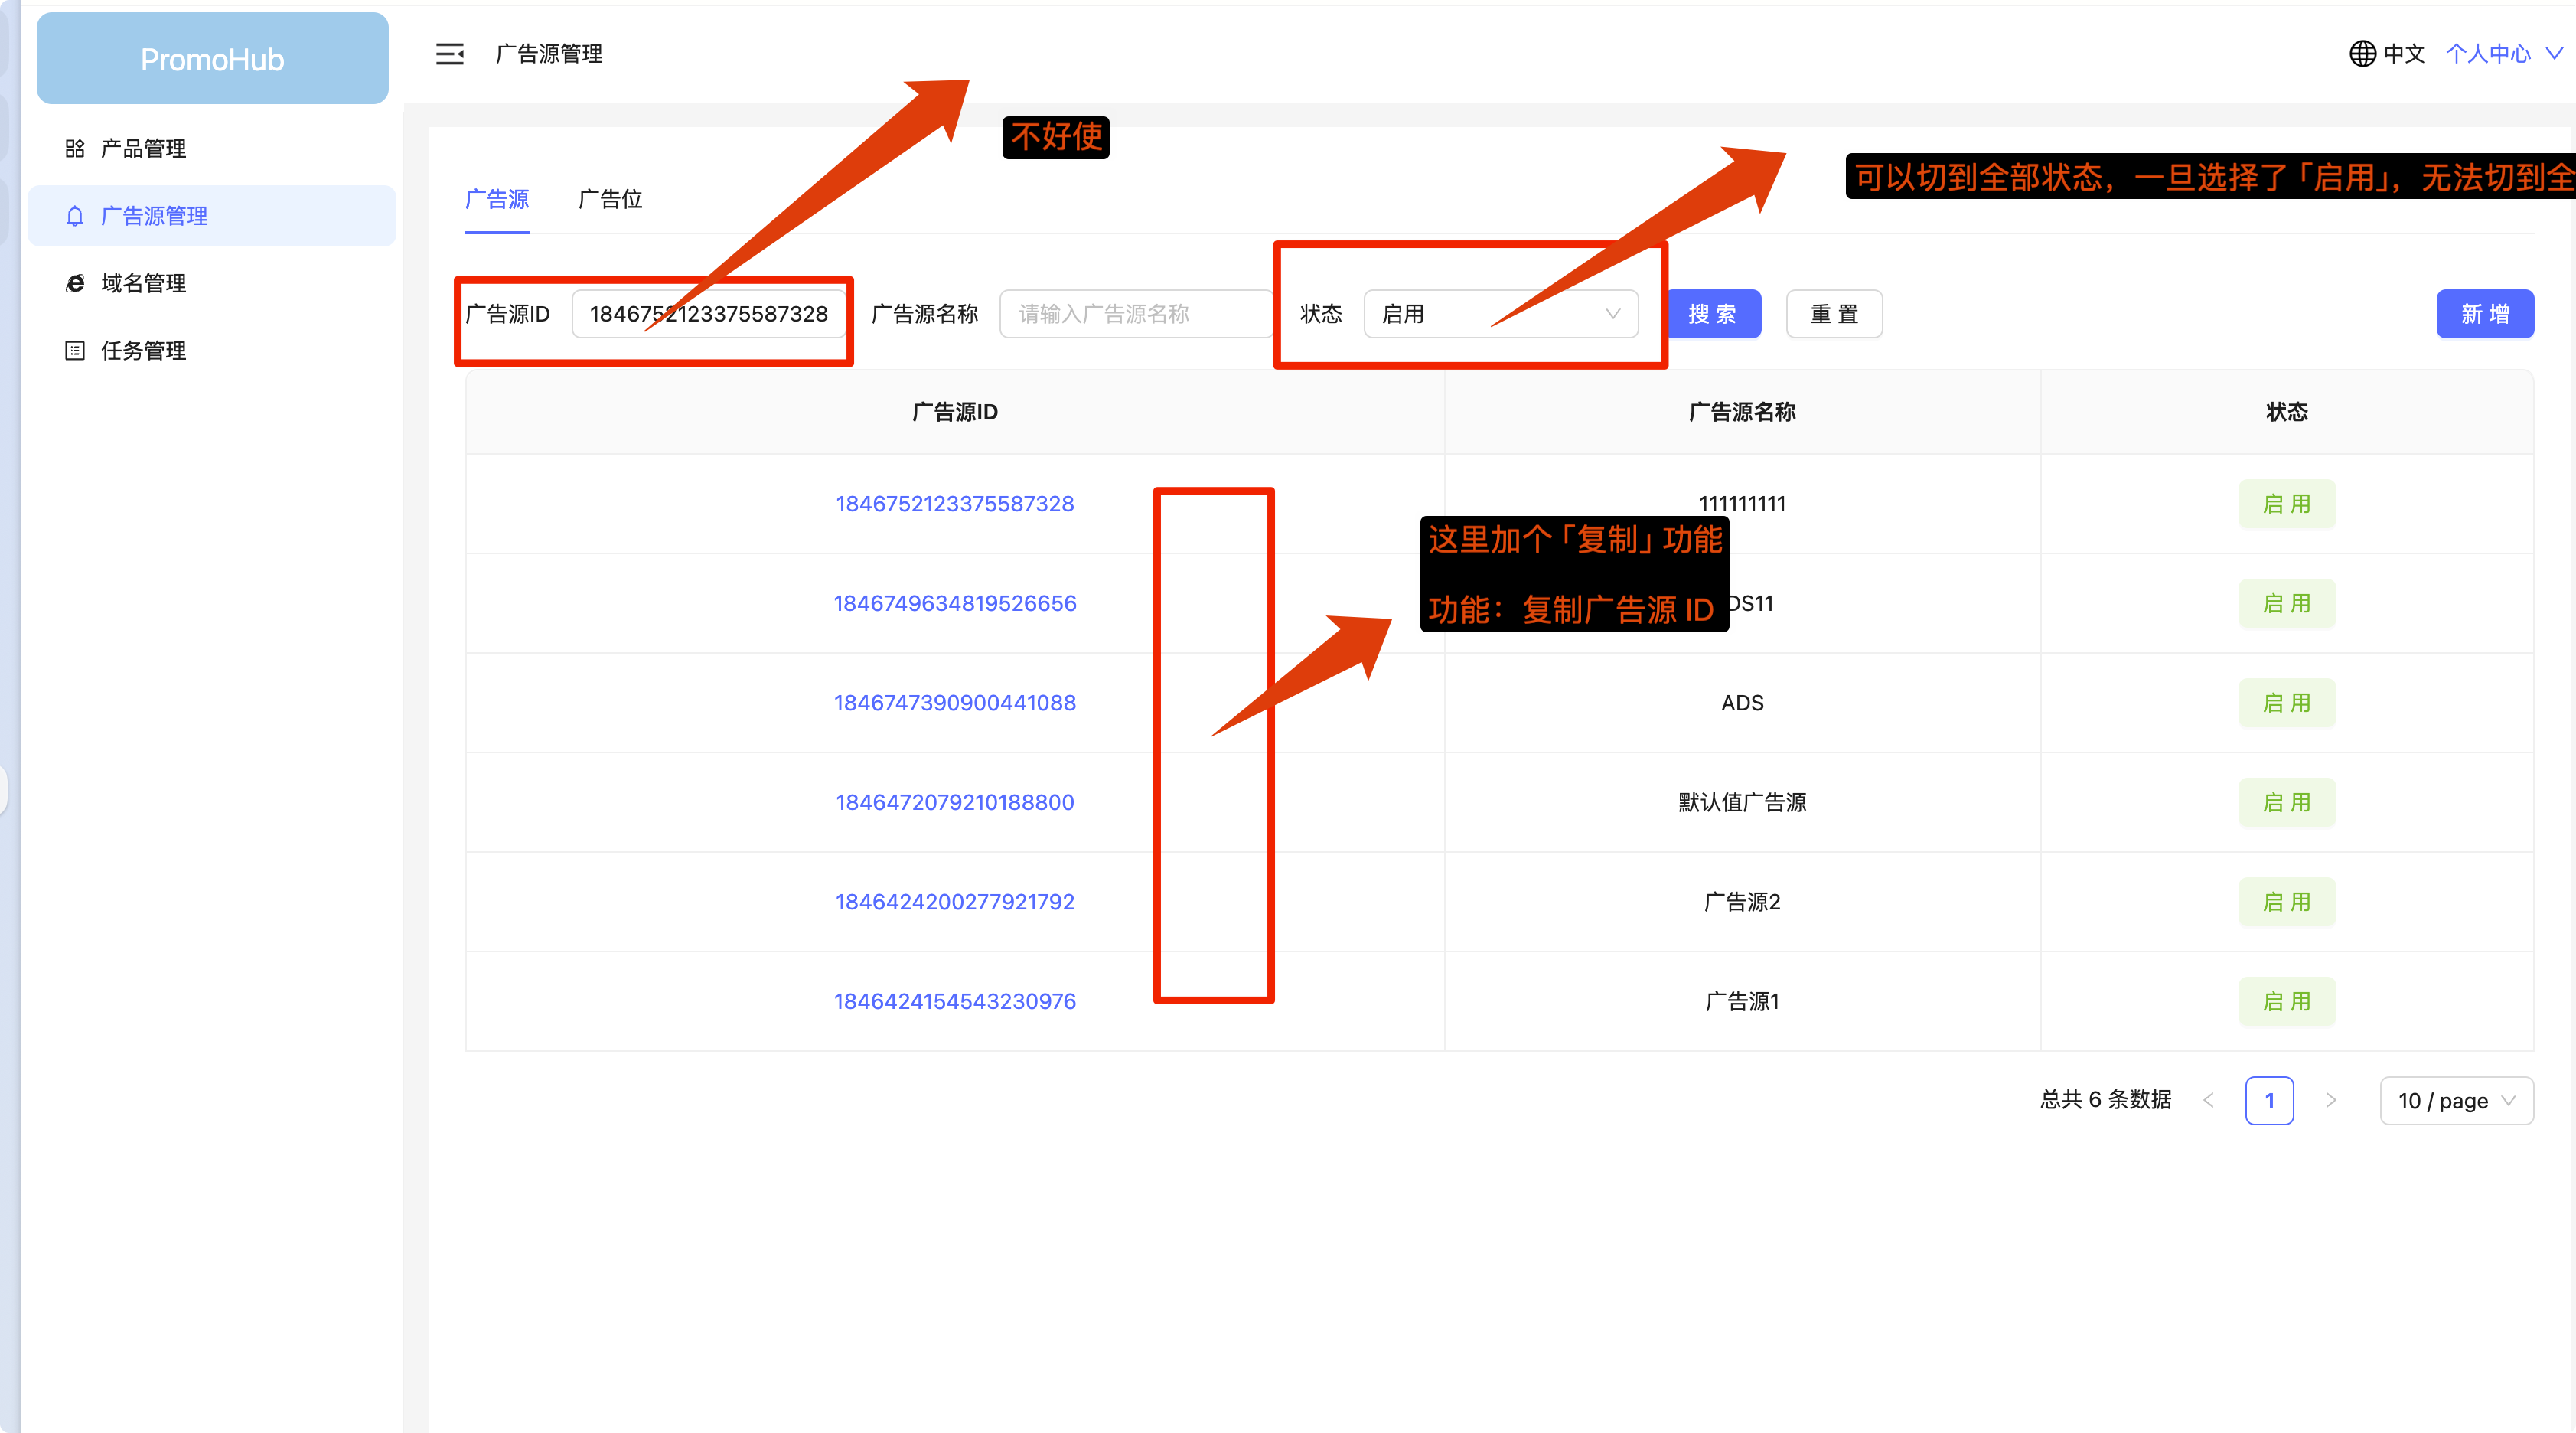 PromoHub
广告源管理
中文
个人中心
产品管理
广告源管理
域名管理
任务管理
不好使
可以切到全部状态，一旦选择了「启用」，无法切到全
广告源
广告位
广告源ID
1846752123375587328
广告源名称
请输入广告源名称
状态
启用
搜 索
重 置
新 增
广告源ID
广告源名称
状态
1846752123375587328
111111111
启 用
这里加个「复制」功能
功能：复制广告源 ID
1846749634819526656
DS11
启 用
1846747390900441088
ADS
启 用
1846472079210188800
默认值广告源
启 用
1846424200277921792
广告源2
启 用
1846424154543230976
广告源1
启 用
总共 6 条数据
1
10 / page